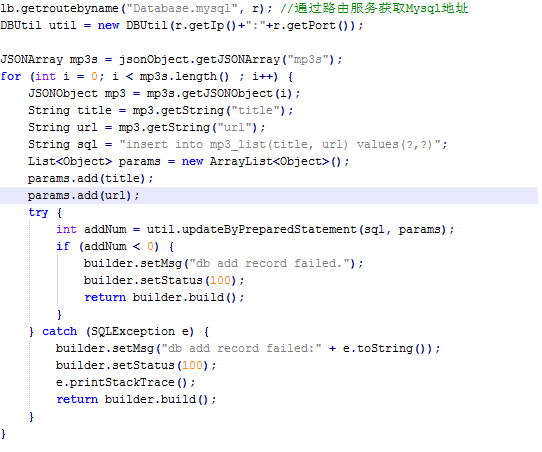 lb.getroutebyname("Database.mysql", r); //通过路由服务获取Mysql地址
DBUtil util = new DBUtil(r.getIp()+":"+r.getPort());
JSONArray mp3s = jsonObject.getJSONArray("mp3s");
for (int i = 0; i < mp3s.length() ; i++) {
JSONObject mp3 = mp3s.getJSONObject(i);
String title = mp3.getString("title");
String url = mp3.getString("url");
String sql = "insert into mp3_list(title, url) values(?,?)";
List<Object> params = new ArrayList<Object>();
params.add(title);
params.add(url);
try {
int addNum = util.updateByPreparedStatement(sql, params);
if (addNum < 0) {
builder.setMsg("db add record failed.");
builder.setStatus(100);
return builder.build();
}
} catch (SQLException e) {
builder.setMsg("db add record failed:" + e.toString());
builder.setStatus(100);
e.printStackTrace();
return builder.build();
}
}